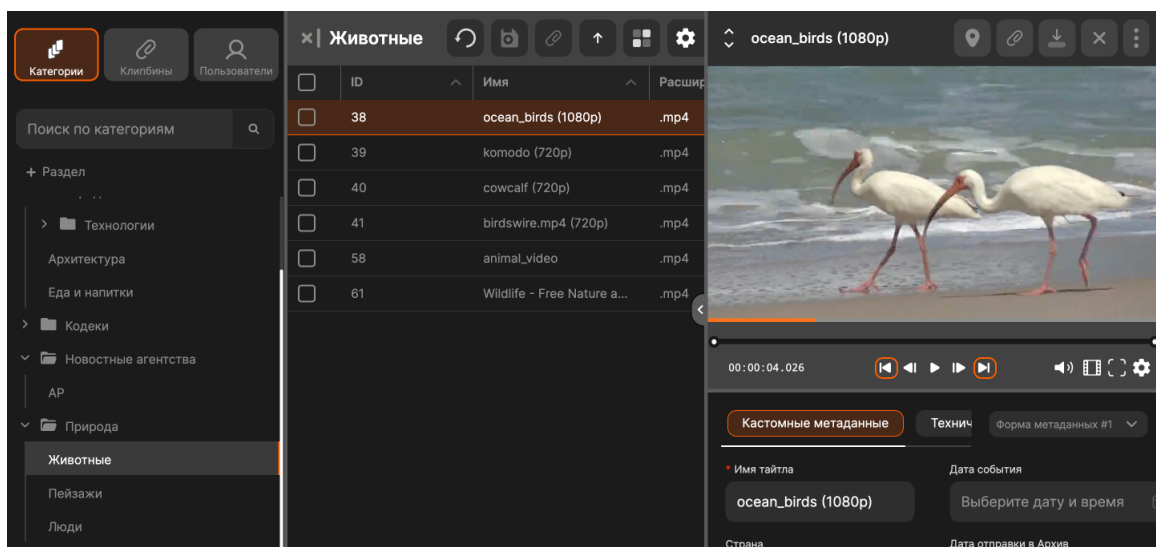 Категории
Клипбины
Пользователи
Поиск по категориям
+ Раздел
Технологии
Архитектура
Еда и напитки
Кодеки
Новостные агентства
AP
Природа
Животные
Пейзажи
Люди
Животные
ID Имя Расшир
38 ocean_birds (1080p) .mp4
39 komodo (720p) .mp4
40 cowcalf (720p) .mp4
41 birdswire.mp4 (720p) .mp4
58 animal_video .mp4
61 Wildlife - Free Nature a... .mp4
ocean_birds (1080p)
00:00:04.026
Кастомные метаданные Технич Форма метаданных #1
* Имя тайтла Дата события
ocean_birds (1080p) Выберите дату и время
Страна Дата отправки в Архив